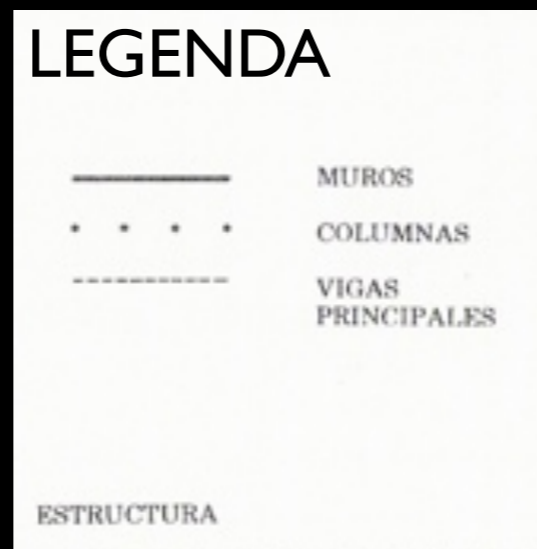 LEGENDA
MUROS
COLUMNAS
VIGAS
PRINCIPALES
ESTRUCTURA